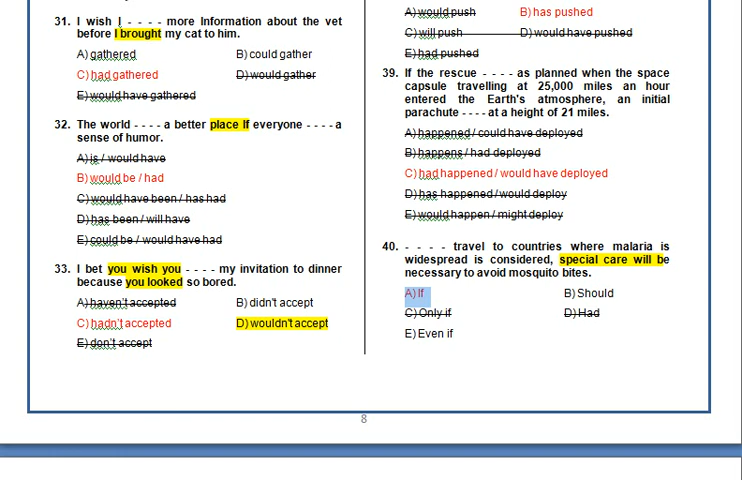 31. I wish I - - - - more Information about the vet
before I brought my cat to him.
A) gathered B) could gather
C) had gathered D) would gather
E) would have gathered
32. The world - - - - a better place If everyone - - - - a
sense of humor.
A) is / would have
B) would be / had
C) would have been / has had
D) has been / will have
E) could be / would have had
33. I bet you wish you - - - - my invitation to dinner
because you looked so bored.
A) haven't accepted B) didn't accept
C) hadn't accepted D) wouldn't accept
E) don't accept
A) would push B) has pushed
C) will push D) would have pushed
E) had pushed
39. If the rescue - - - - as planned when the space
capsule travelling at 25,000 miles an hour
entered the Earth's atmosphere, an initial
parachute - - - - at a height of 21 miles.
A) happened / could have deployed
B) happens / had deployed
C) had happened / would have deployed
D) has happened / would deploy
E) would happen / might deploy
40. - - - - travel to countries where malaria is
widespread is considered, special care will be
necessary to avoid mosquito bites.
A) If B) Should
C) Only if D) Had
E) Even if
8